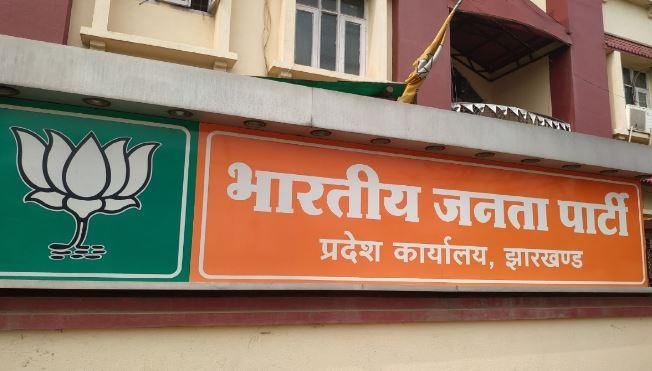 भारतीय जनता पार्टी
प्रदेश कार्यालय, झारखण्ड